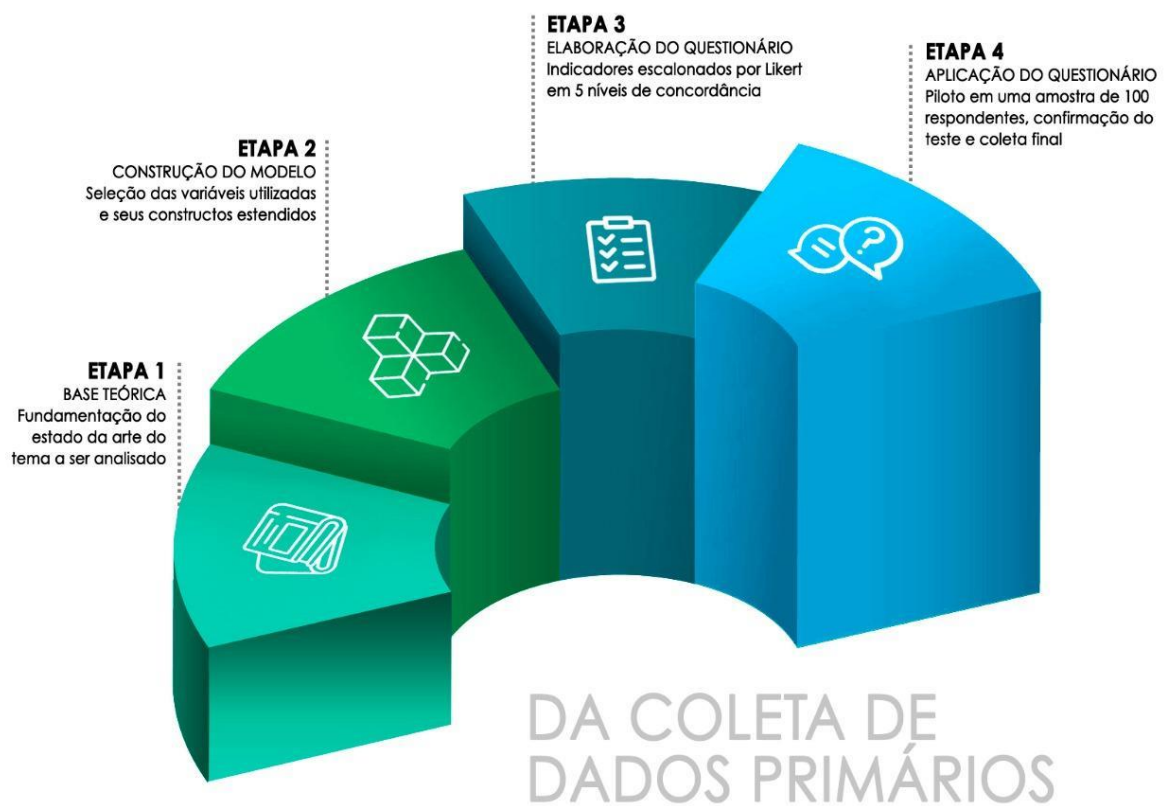 ETAPA 1
BASE TEÓRICA
Fundamentação do
estado da arte do
tema a ser analisado
ETAPA 2
CONSTRUÇÃO DO MODELO
Seleção das variáveis utilizadas
e seus constructos estendidos
ETAPA 3
ELABORAÇÃO DO QUESTIONÁRIO
Indicadores escalonados por Likert
em 5 níveis de concordância
ETAPA 4
APLICAÇÃO DO QUESTIONÁRIO
Piloto em uma amostra de 100
respondentes, confirmação do
teste e coleta final
DA COLETA DE
DADOS PRIMÁRIOS